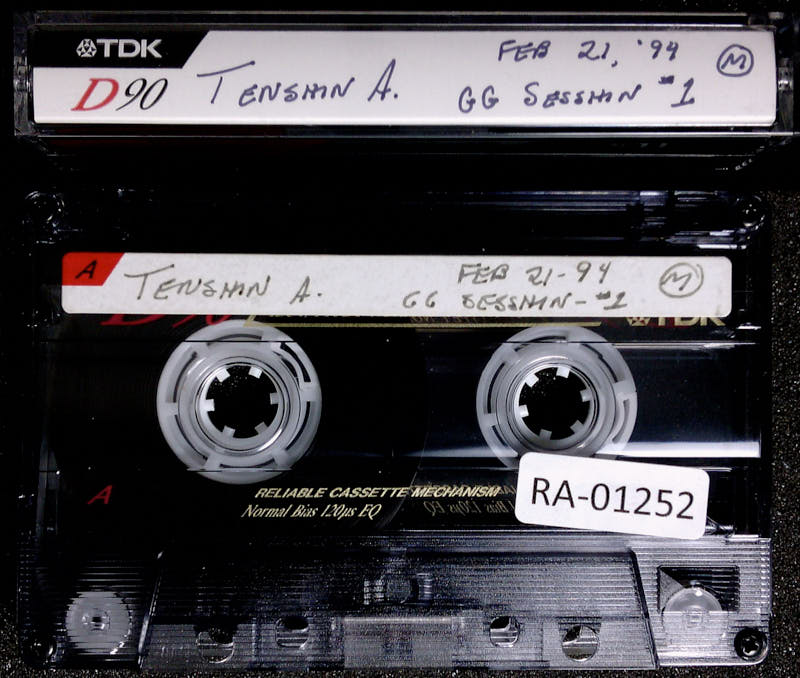 TDK
D90
TENSHIN A.
FEB 21, '94
GG SESSHIN #1
M
A
TENSHIN A.
FEB 21-94
GG SESSHIN-#1
M
TDK
A
RELIABLE CASSETTE MECHANISM
Normal Bias 120µs EQ
RA-01252